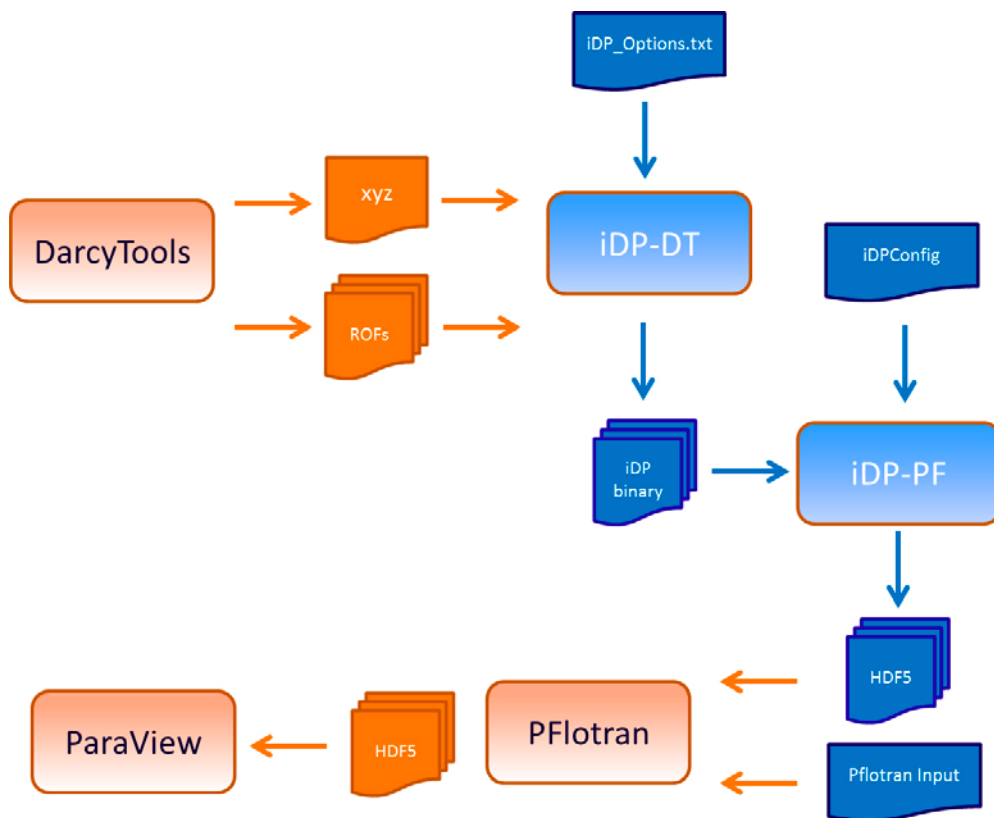 iDP_Options.txt
xyz
DarcyTools
iDP-DT
iDPConfig
ROFs
iDP
binary
iDP-PF
HDF5
ParaView
HDF5
PFlotran
Pflotran Input